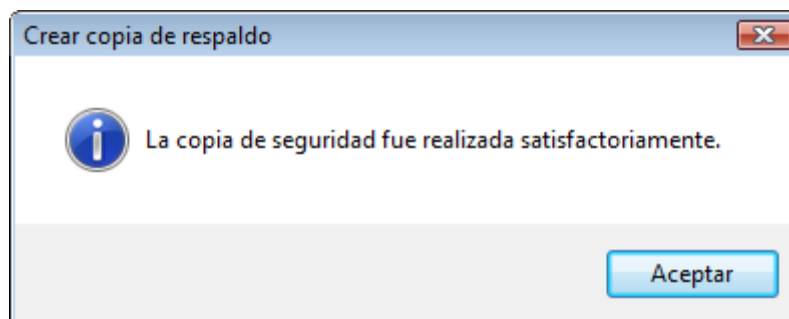 Crear copia de respaldo
La copia de seguridad fue realizada satisfactoriamente.
Aceptar